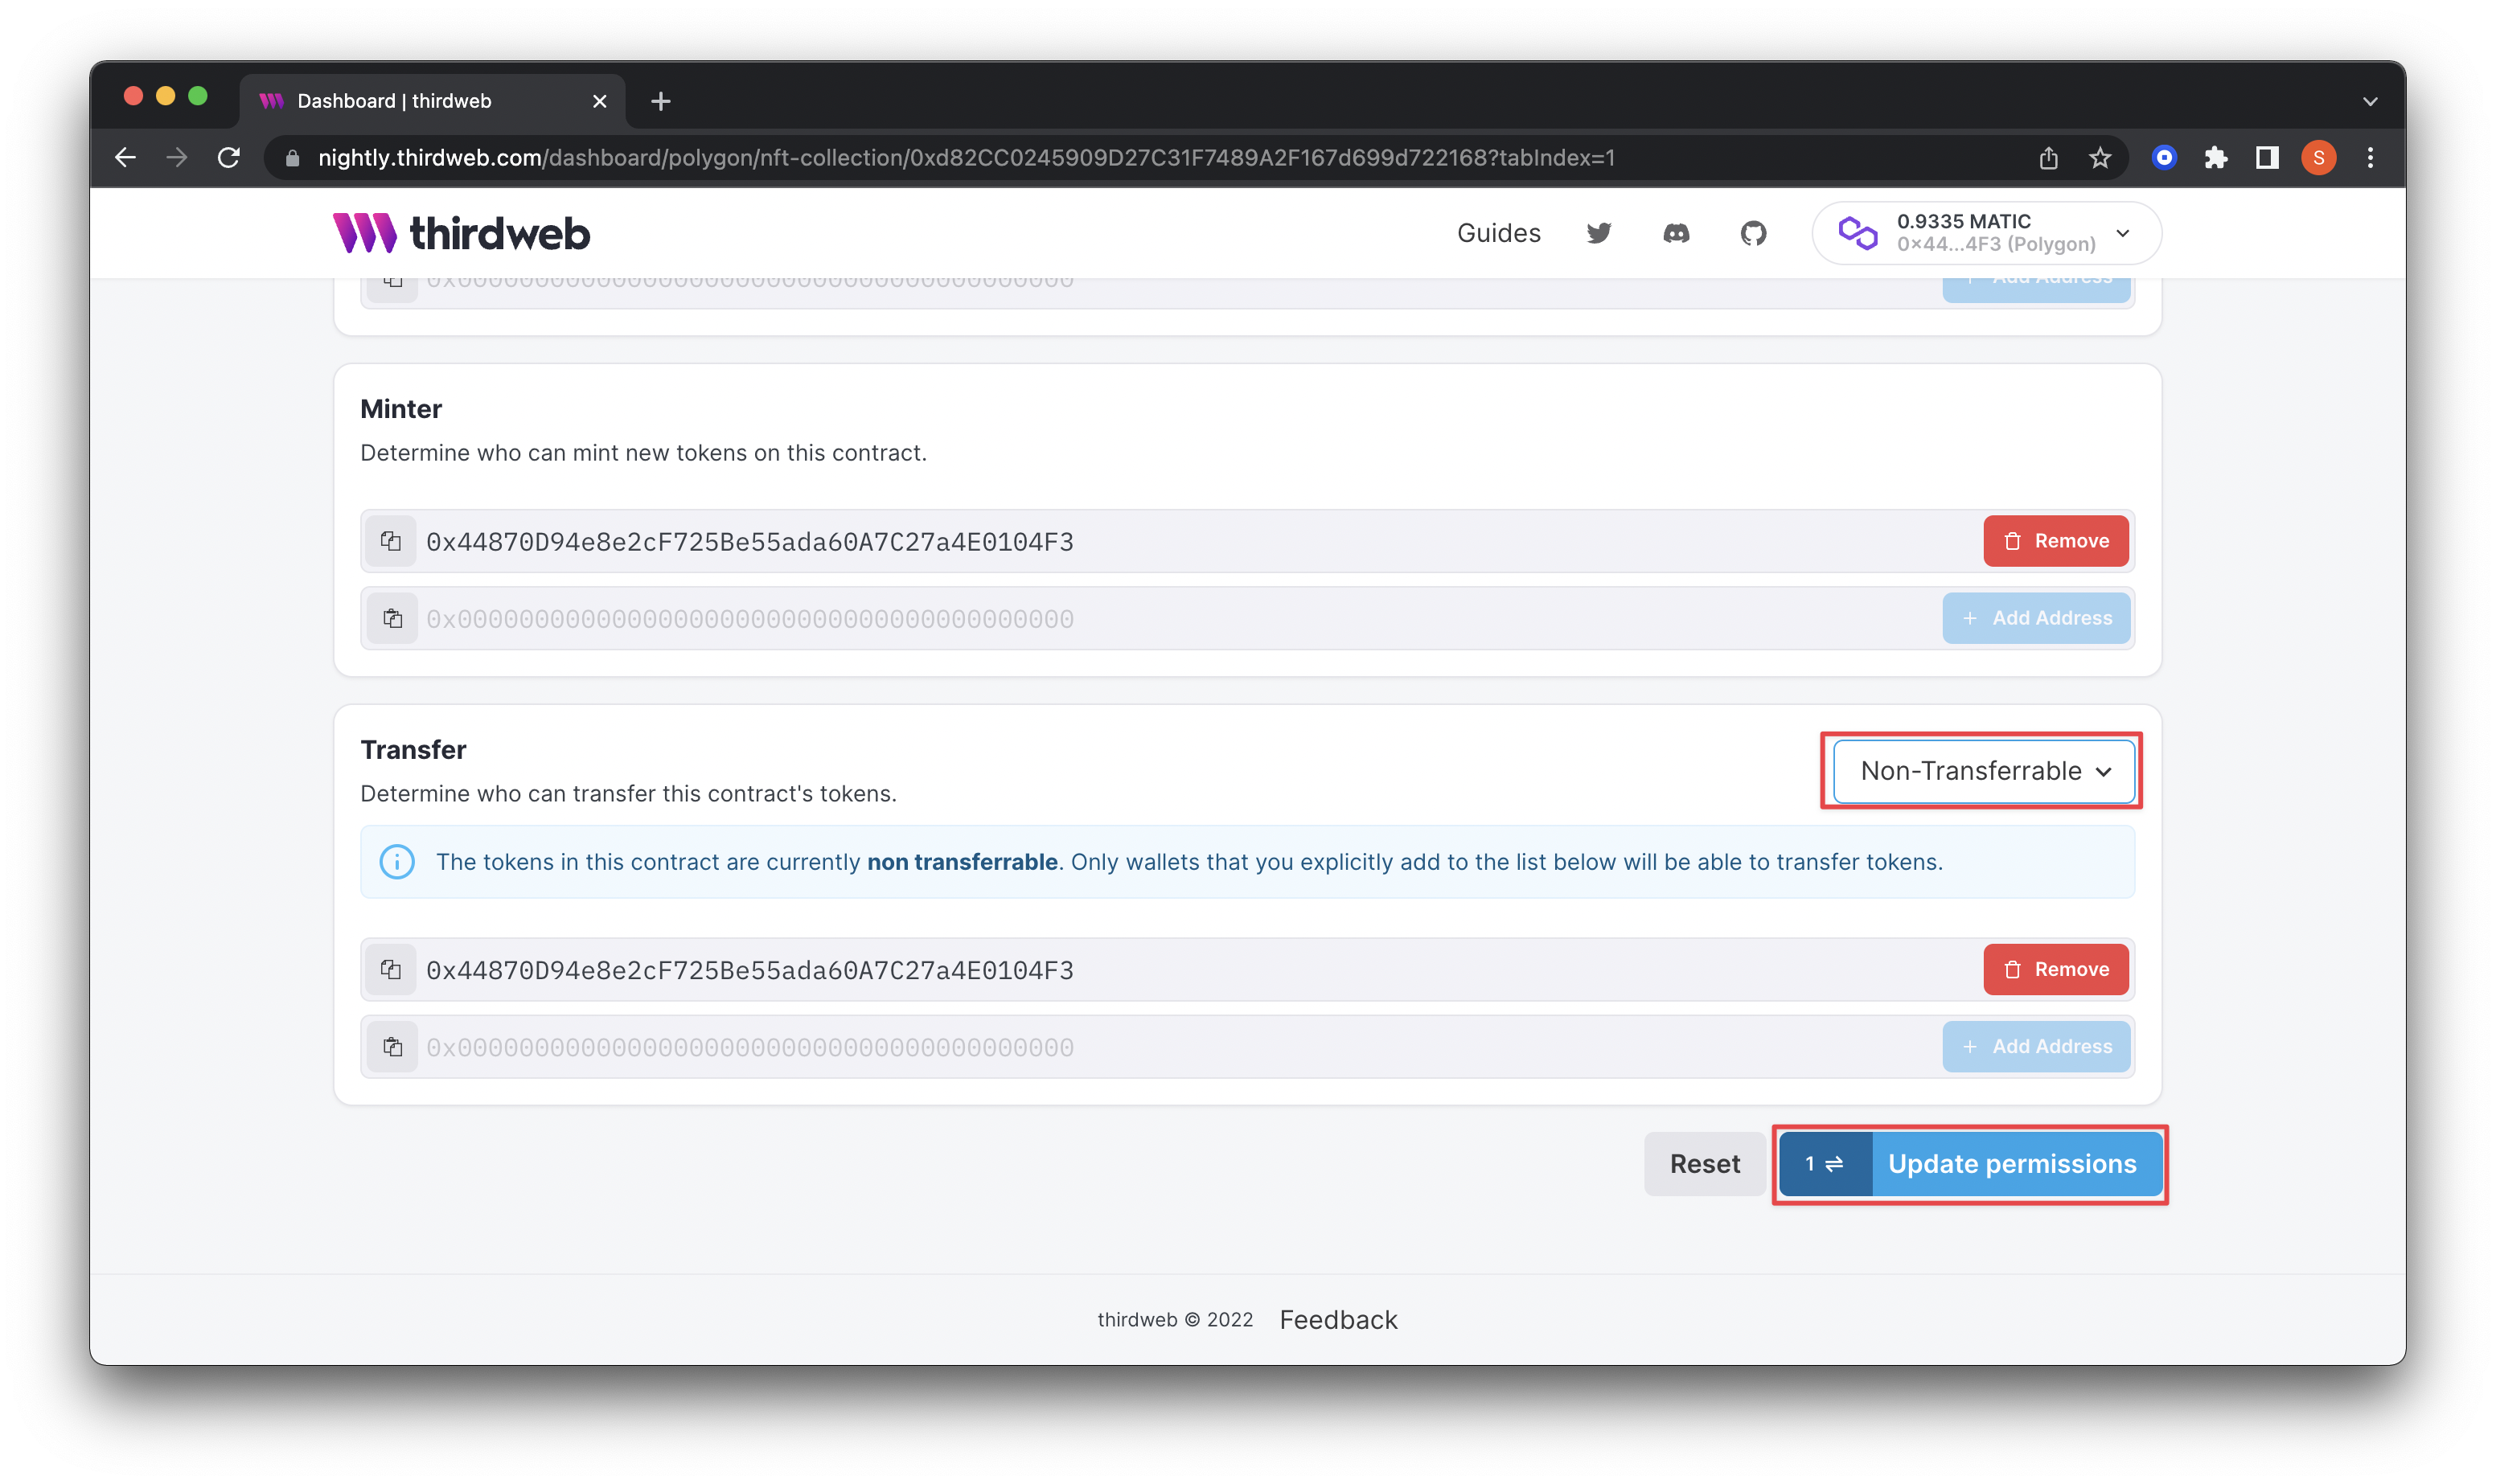 Dashboard | thirdweb
nightly.thirdweb.com/dashboard/polygon/nft-collection/0xd82CC0245909D27C31F7489A2F167d699d722168?tabIndex=1
S
thirdweb
Guides
0.9335 MATIC
0x44...4F3 (Polygon)
0x0000000000000000000000000000000000000000
Add Address
Minter
Determine who can mint new tokens on this contract.
0x44870D94e8e2cF725Be55ada60A7C27a4E0104F3
Remove
0x0000000000000000000000000000000000000000
+ Add Address
Transfer
Non-Transferrable
Determine who can transfer this contract's tokens.
The tokens in this contract are currently non transferrable. Only wallets that you explicitly add to the list below will be able to transfer tokens.
0x44870D94e8e2cF725Be55ada60A7C27a4E0104F3
Remove
0x0000000000000000000000000000000000000000
+ Add Address
Reset
1 ⇌ Update permissions
thirdweb © 2022 Feedback